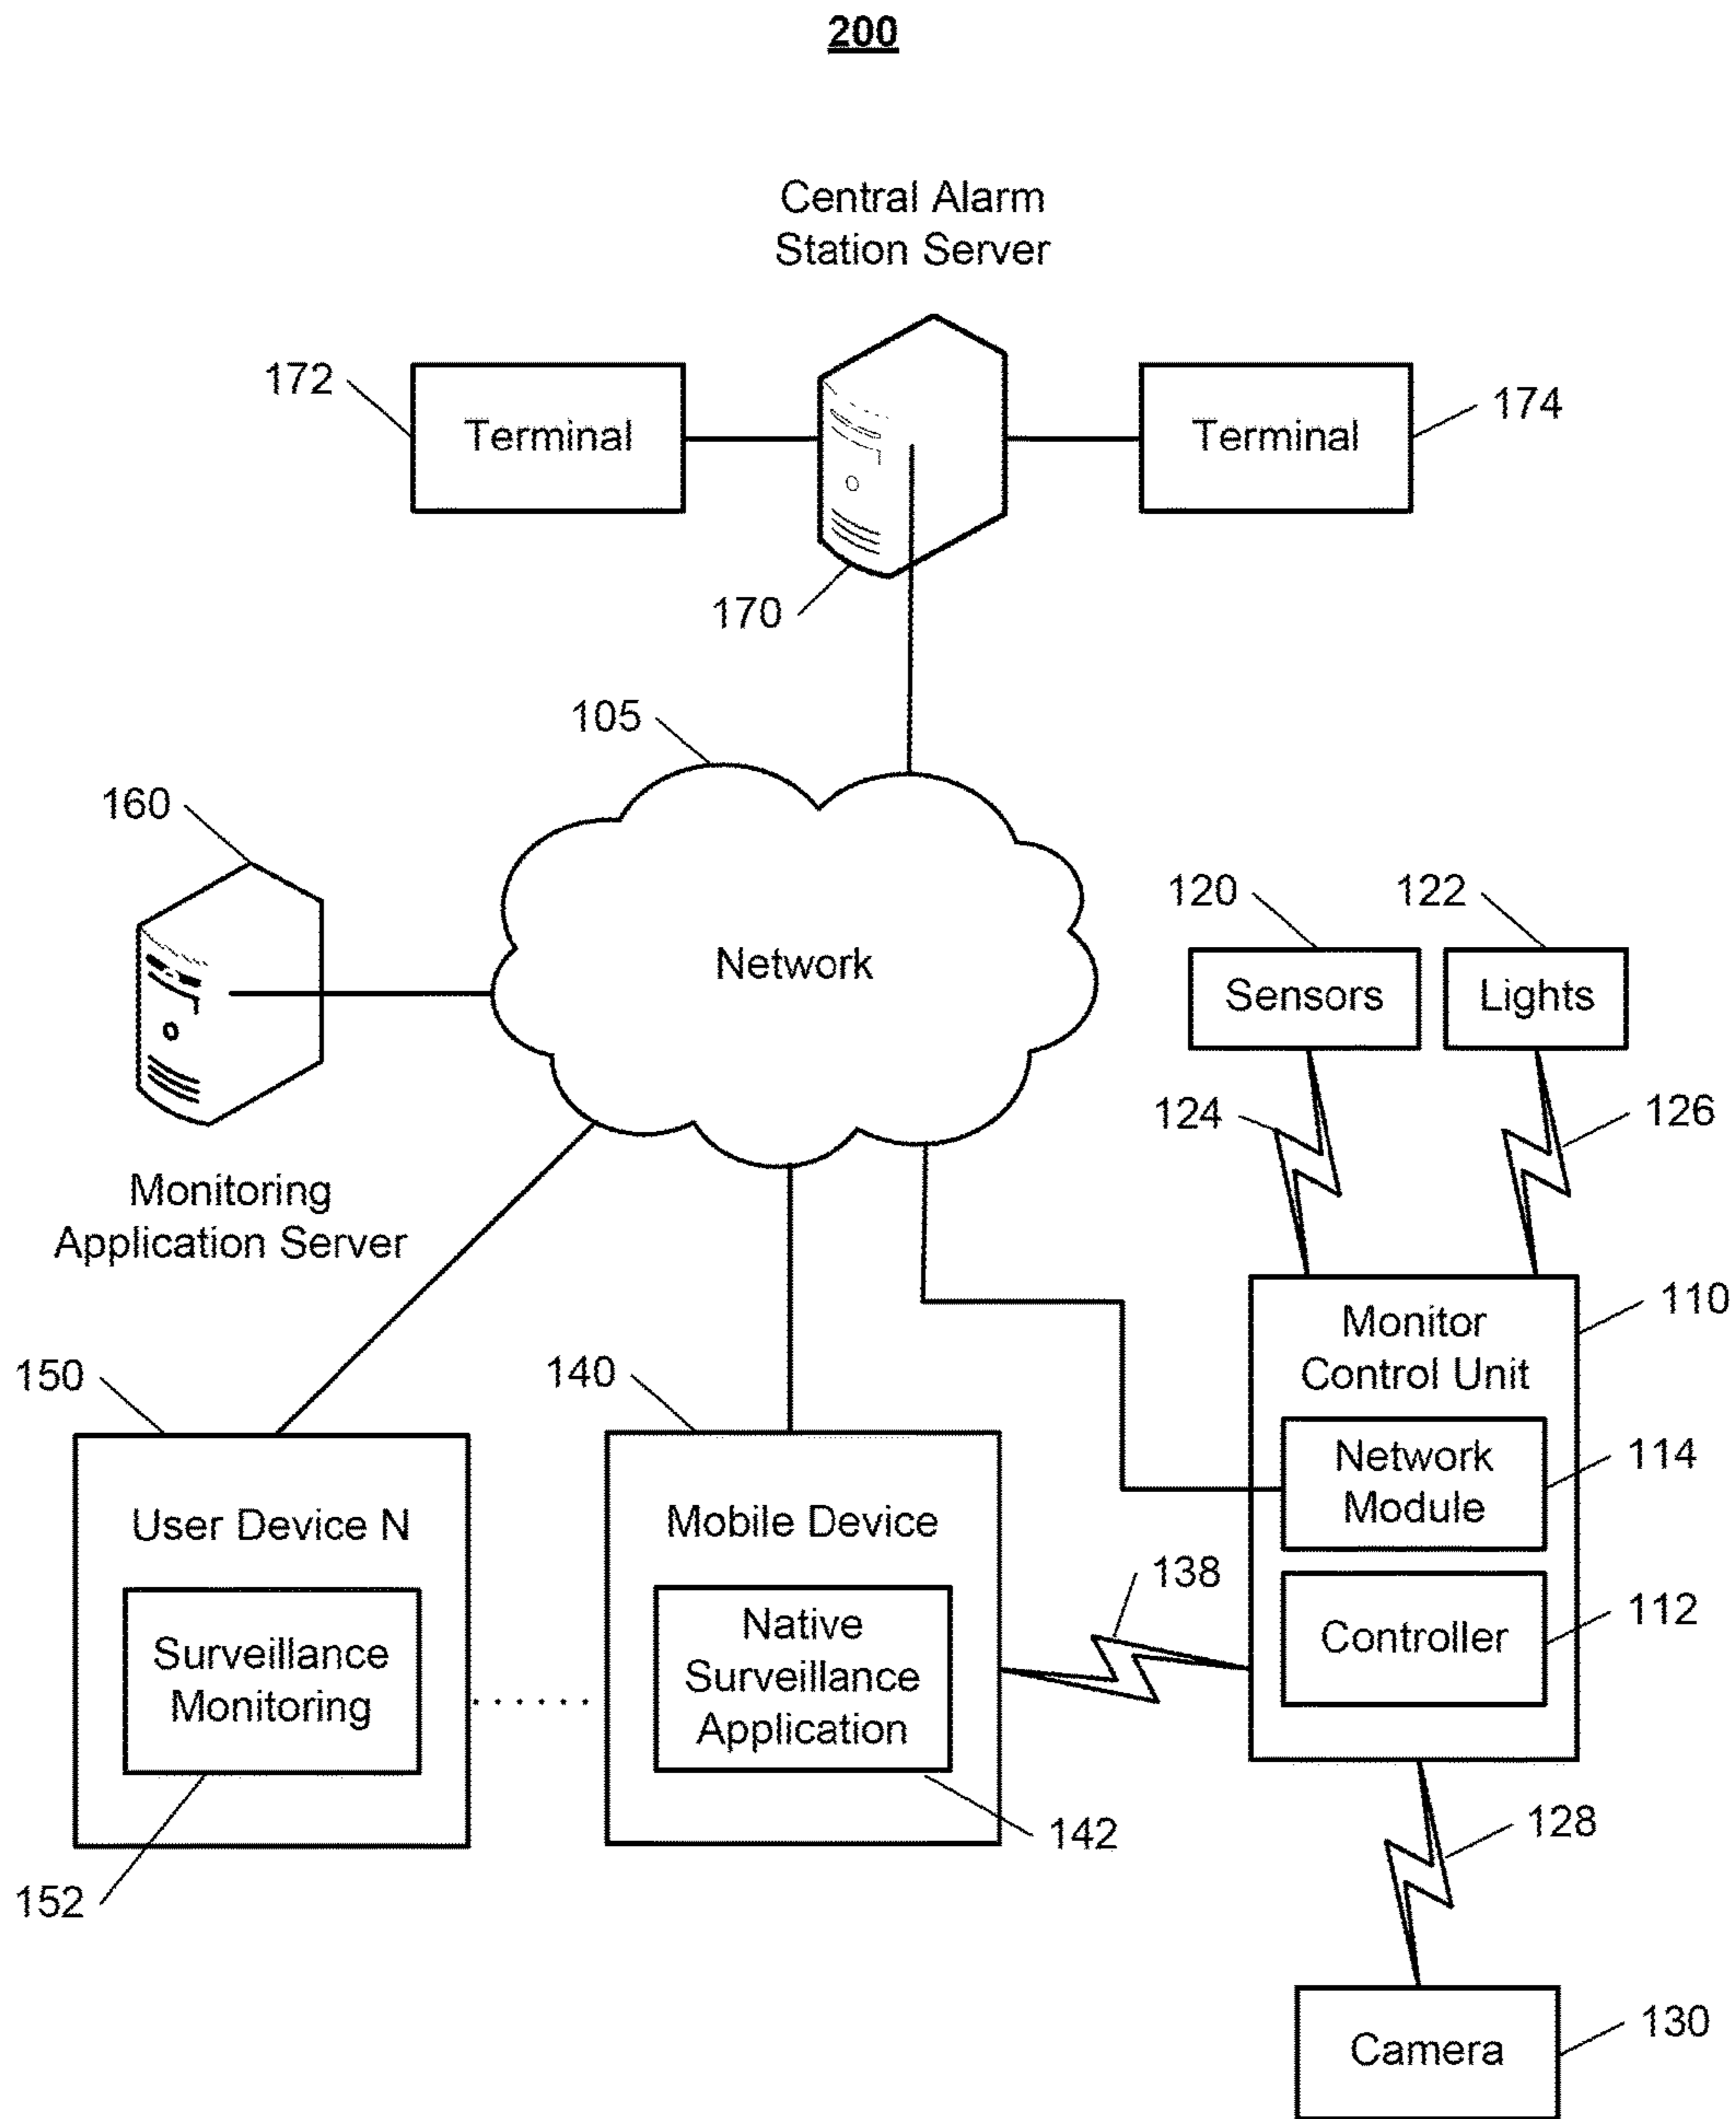 200
Central Alarm
Station Server
172
Terminal
Terminal
174
170
105
160
Network
120
122
Sensors
Lights
124
126
Monitoring
Application Server
110
Monitor
Control Unit
150
140
Network
Module
114
User Device N
Mobile Device
138
Controller
112
Surveillance
Monitoring
......
Native
Surveillance
Application
152
142
128
Camera
130